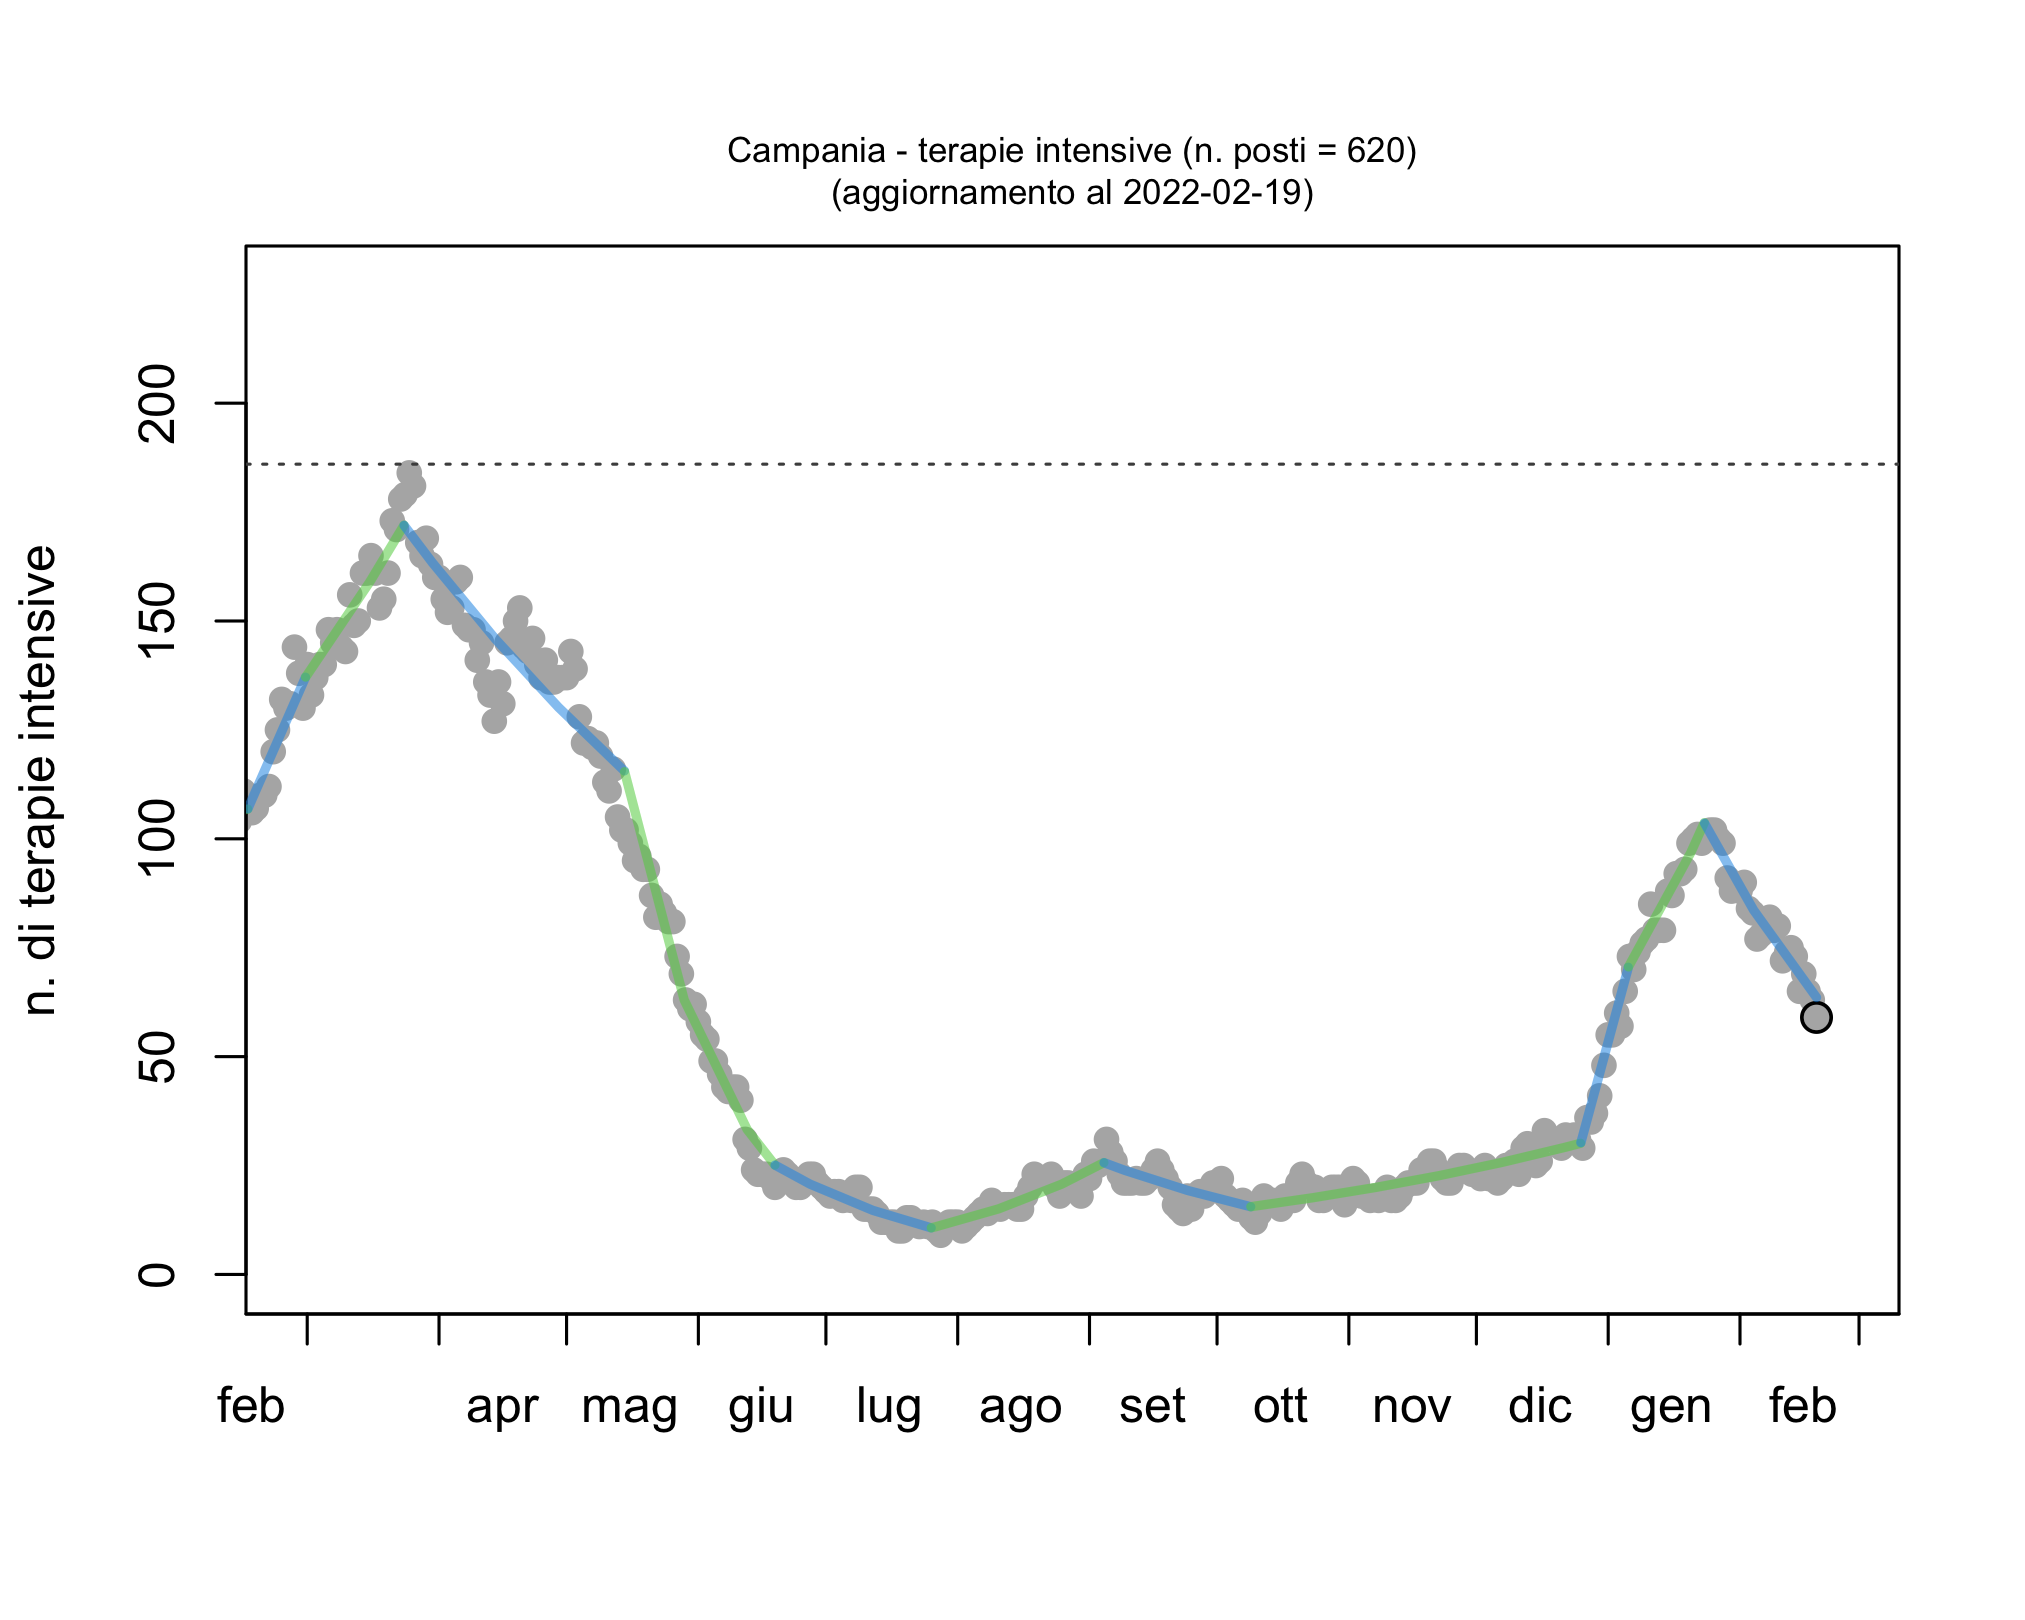 Campania - terapie intensive (n. posti = 620)
(aggiornamento al 2022-02-19)
n. di terapie intensive
200
150
100
50
0
feb apr mag giu lug ago set ott nov dic gen feb